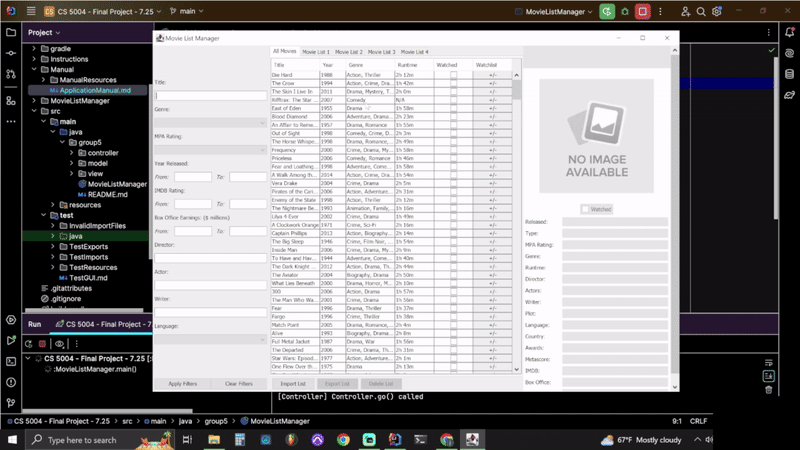 CS CS 5004 - Final Project - 7.25
main
MovieListManager
Project
gradle
Instructions
Manual
ManualResources
ApplicationManual.md
MovieListManager
src
main
java
group5
controller
model
view
MovieListManager
README.md
resources
test
InvalidImportFiles
java
TestExports
TestImports
TestResources
TestGUI.md
.gitattributes
.gitignore
Movie List Manager
Title:
Genre:
MPA Rating:
Year Released:
From: To:
IMDB Rating:
From: To:
Box Office Earnings: ($ millions)
From: To:
Director:
Actor:
Writer:
Language:
Apply Filters Clear Filters
All Movies Movie List 1 Movie List 2 Movie List 3 Movie List 4
Title Year Genre Runtime Watched Watchlist
Die Hard 1988 Action, Thriller 2h 12m +/-
The Crow 1994 Action, Crime, Dra... 1h 42m +/-
The Skin I Live In 2011 Drama, Mystery, T... 2h 0m +/-
Rifftrax: The Star ... 2007 Comedy N/A +/-
East of Eden 1955 Drama 1h 58m +/-
Blood Diamond 2006 Adventure, Drama... 2h 23m +/-
An Affair to Reme... 1957 Drama, Romance 1h 55m +/-
Out of Sight 1998 Comedy, Crime, D... 2h 3m +/-
The Horse Whispe... 1998 Drama, Romance, ... +/-
Frequency 2000 Crime, Drama, My... 1h 58m +/-
Priceless 2006 Comedy, Romance 1h 46m +/-
Fear and Loathing ... 1998 Adventure, Come... 1h 58m +/-
A Walk Among th... 2014 Action, Crime, Dra... 1h 54m +/-
Vera Drake 2004 Crime, Drama 2h 5m +/-
Pirates of the Cari... 2006 Action, Adventure... 2h 31m +/-
Enemy of the State 1998 Action, Thriller 2h 12m +/-
The Nightmare Be... 1993 Animation, Family,... 1h 16m +/-
Lilya 4-Ever 2002 Crime, Drama 1h 49m +/-
A Clockwork Orange 1971 Crime, Sci-Fi 2h 16m +/-
Captain Phillips 2013 Action, Biography,... 2h 14m +/-
The Big Sleep 1946 Crime, Film Noir, ... 1h 54m +/-
Inside Man 2006 Crime, Drama, My... 2h 9m +/-
To Have and Hav... 1944 Adventure, Come... 1h 40m +/-
The Dark Knight ... 2012 Action, Drama, Th... 2h 44m +/-
The Aviator 2004 Biography, Drama 2h 50m +/-
What Lies Beneath 2000 Drama, Horror, M... 2h 10m +/-
360 2006 Drama 1h 57m +/-
The Man Who Wa... 2001 Crime, Drama 1h 56m +/-
Fear 1996 Drama, Thriller 1h 37m +/-
Fargo 1996 Crime, Thriller 1h 38m +/-
Match Point 2005 Drama, Romance, ... 2h 4m +/-
Alive 1993 Biography, Drama... 2h 0m +/-
Full Metal Jacket 1987 Drama, War 1h 56m +/-
The Departed 2006 Crime, Drama, Th... 2h 31m +/-
Star Wars: Episod... 1977 Action, Adventure... 2h 1m +/-
One Flew Over th... 1975 Drama 2h 13m +/-
Import List Export List Delete List
NO IMAGE
AVAILABLE
Watched
Released:
Type:
MPA Rating:
Genre:
Runtime:
Director:
Actors:
Writer:
Plot:
Language:
Country:
Awards:
Metascore:
IMDB:
Box Office:
Run CS 5004 - Final Project - 7.25
CS 5004 - Final Project - 7.25 [:
:MovieListManager.main()
[Controller] Controller.go() called
CS 5004 - Final Project - 7.25 src main java group5 MovieListManager
9:1 CRLF
Type here to search
67°F Mostly cloudy